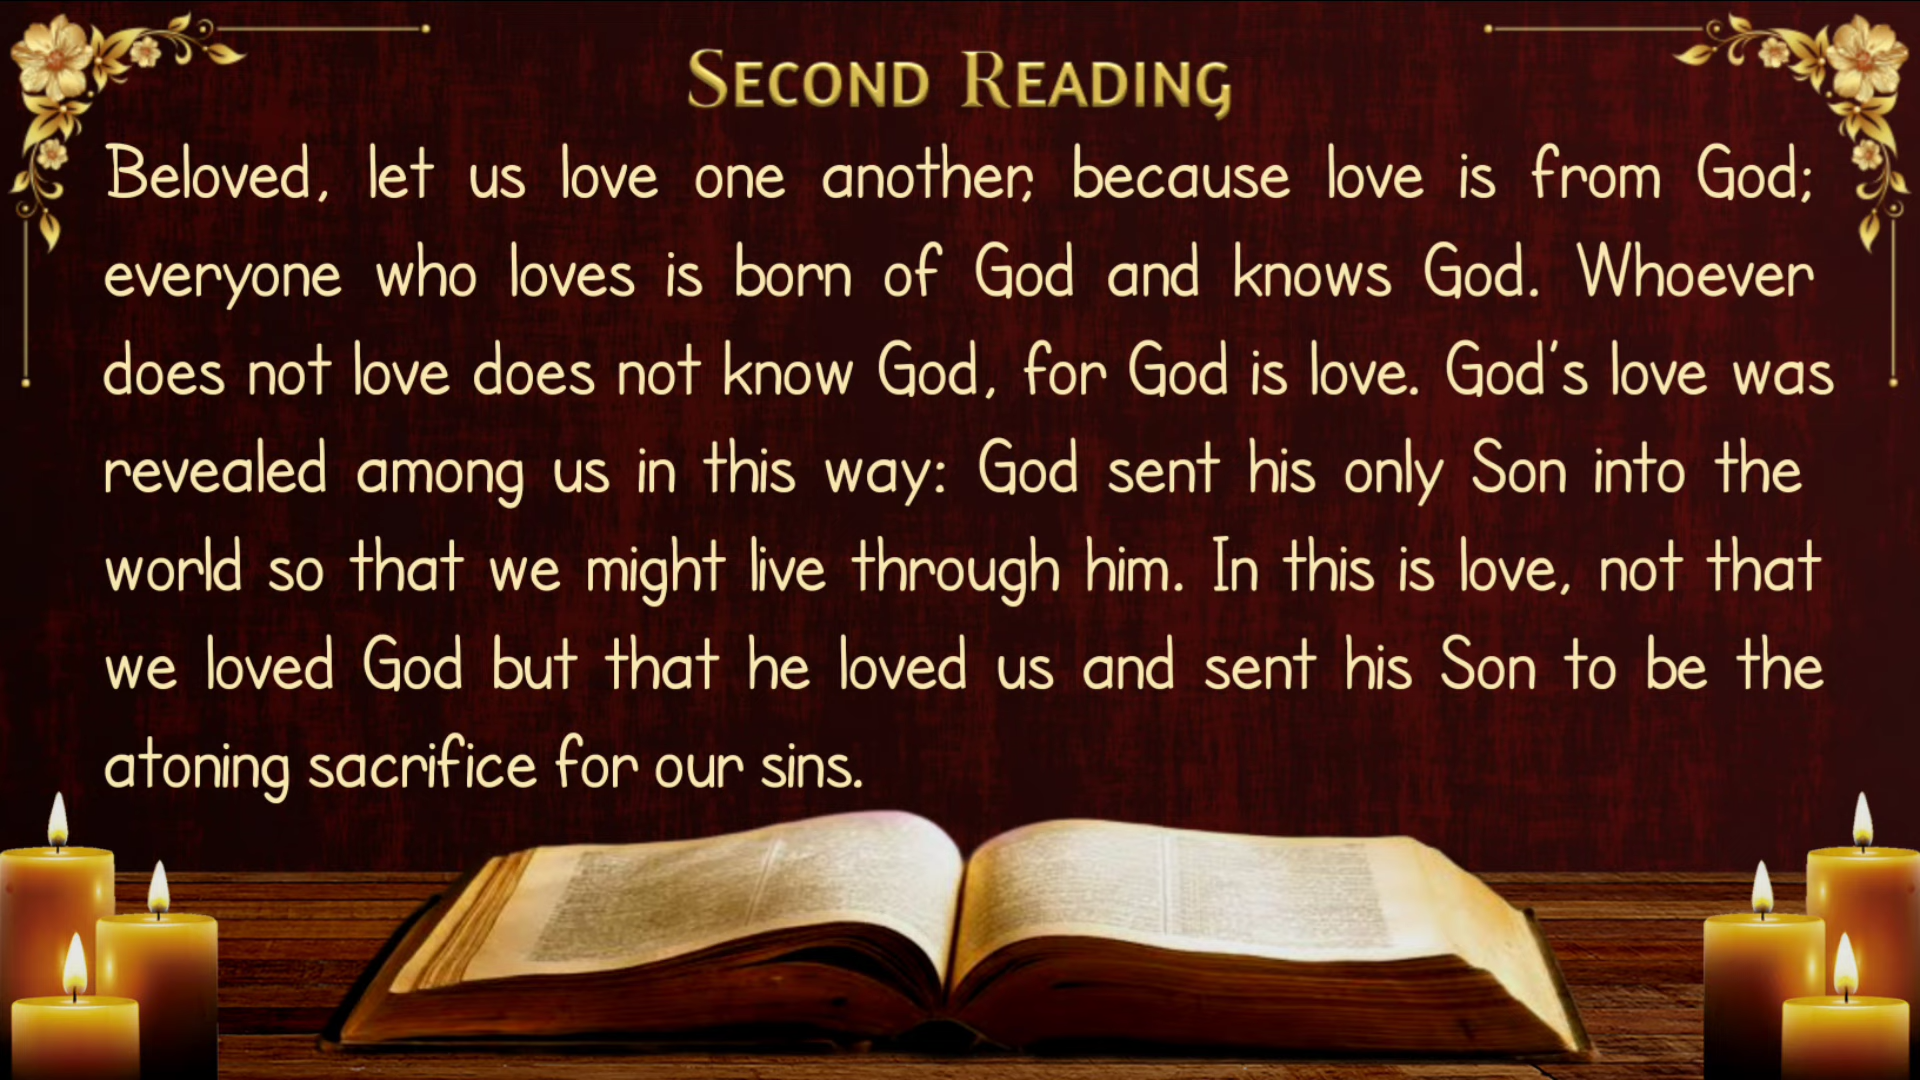 Second Reading
Beloved, let us love one another, because love is from God;
everyone who loves is born of God and knows God. Whoever
does not love does not know God, for God is love. God's love was
revealed among us in this way: God sent his only Son into the
world so that we might live through him. In this is love, not that
we loved God but that he loved us and sent his Son to be the
atoning sacrifice for our sins.